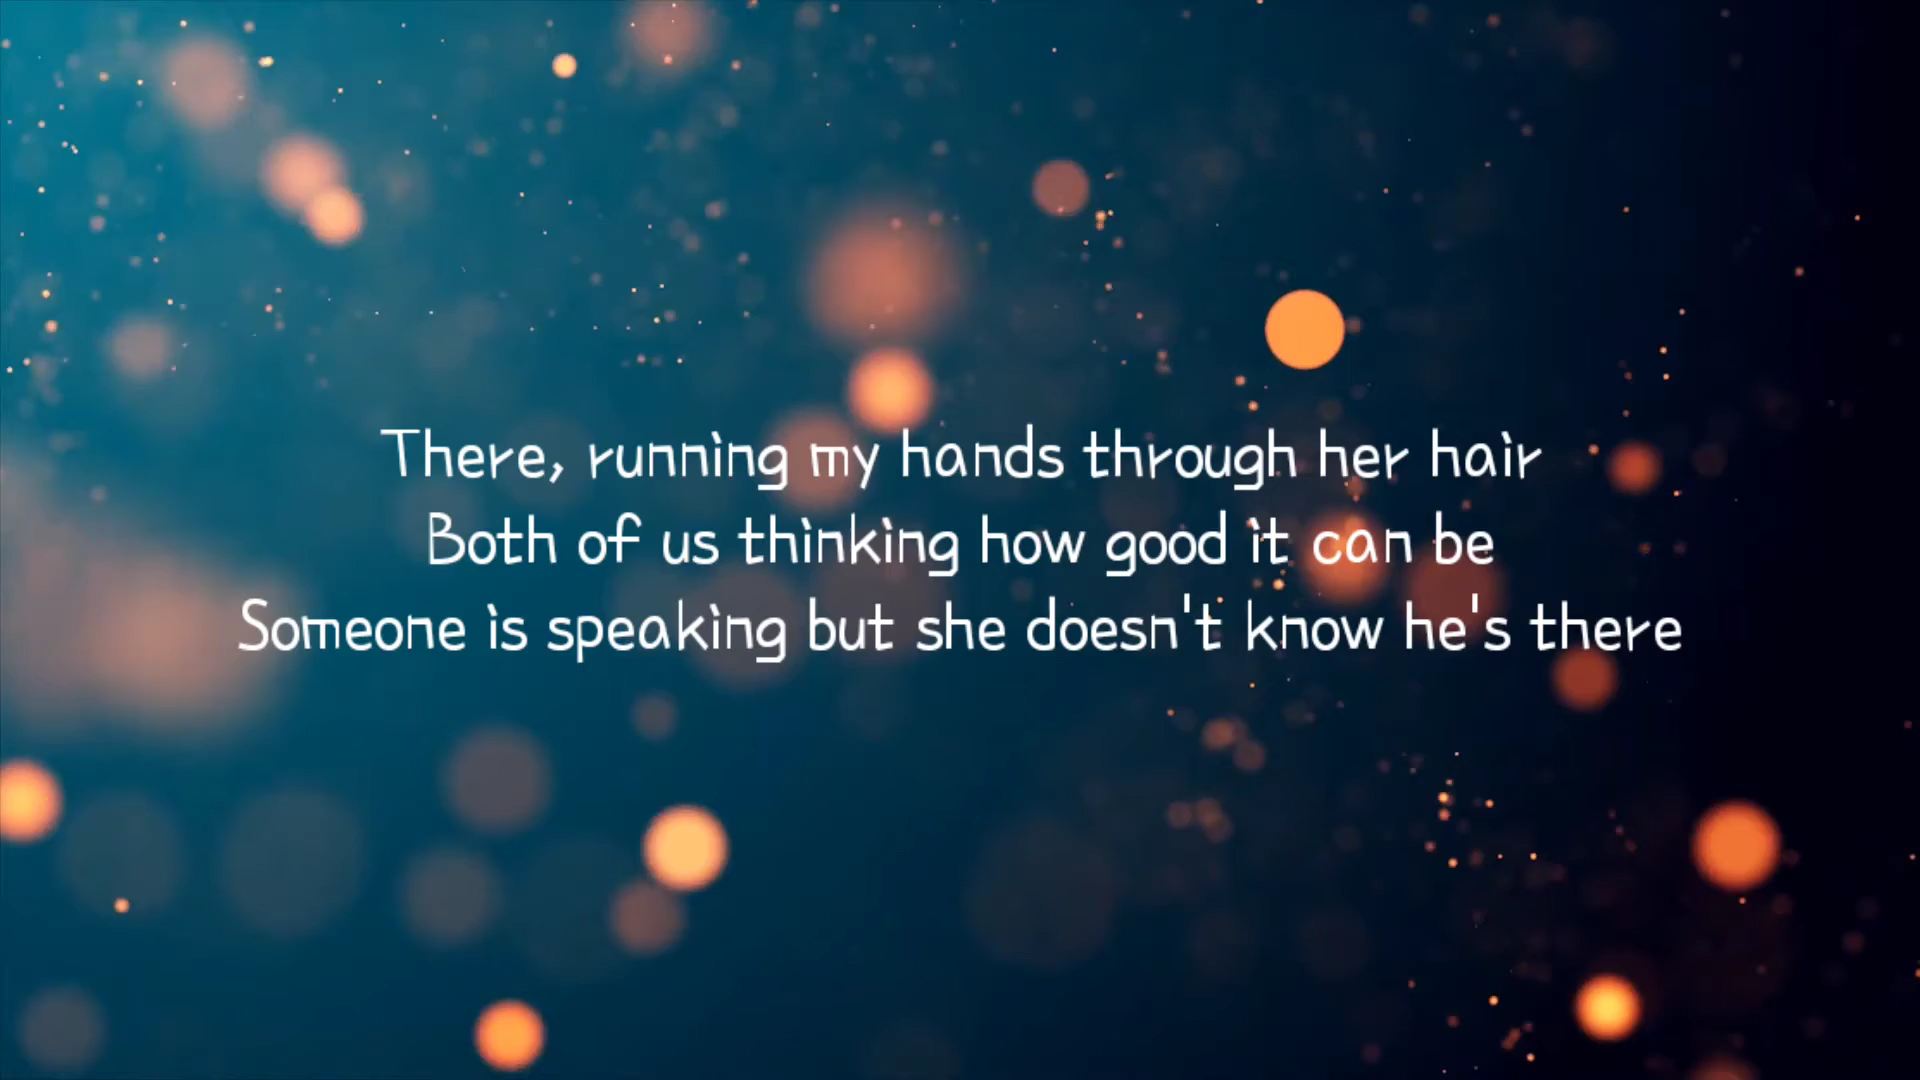 There, running my hands through her hair
Both of us thinking how good it can be
Someone is speaking but she doesn't know he's there